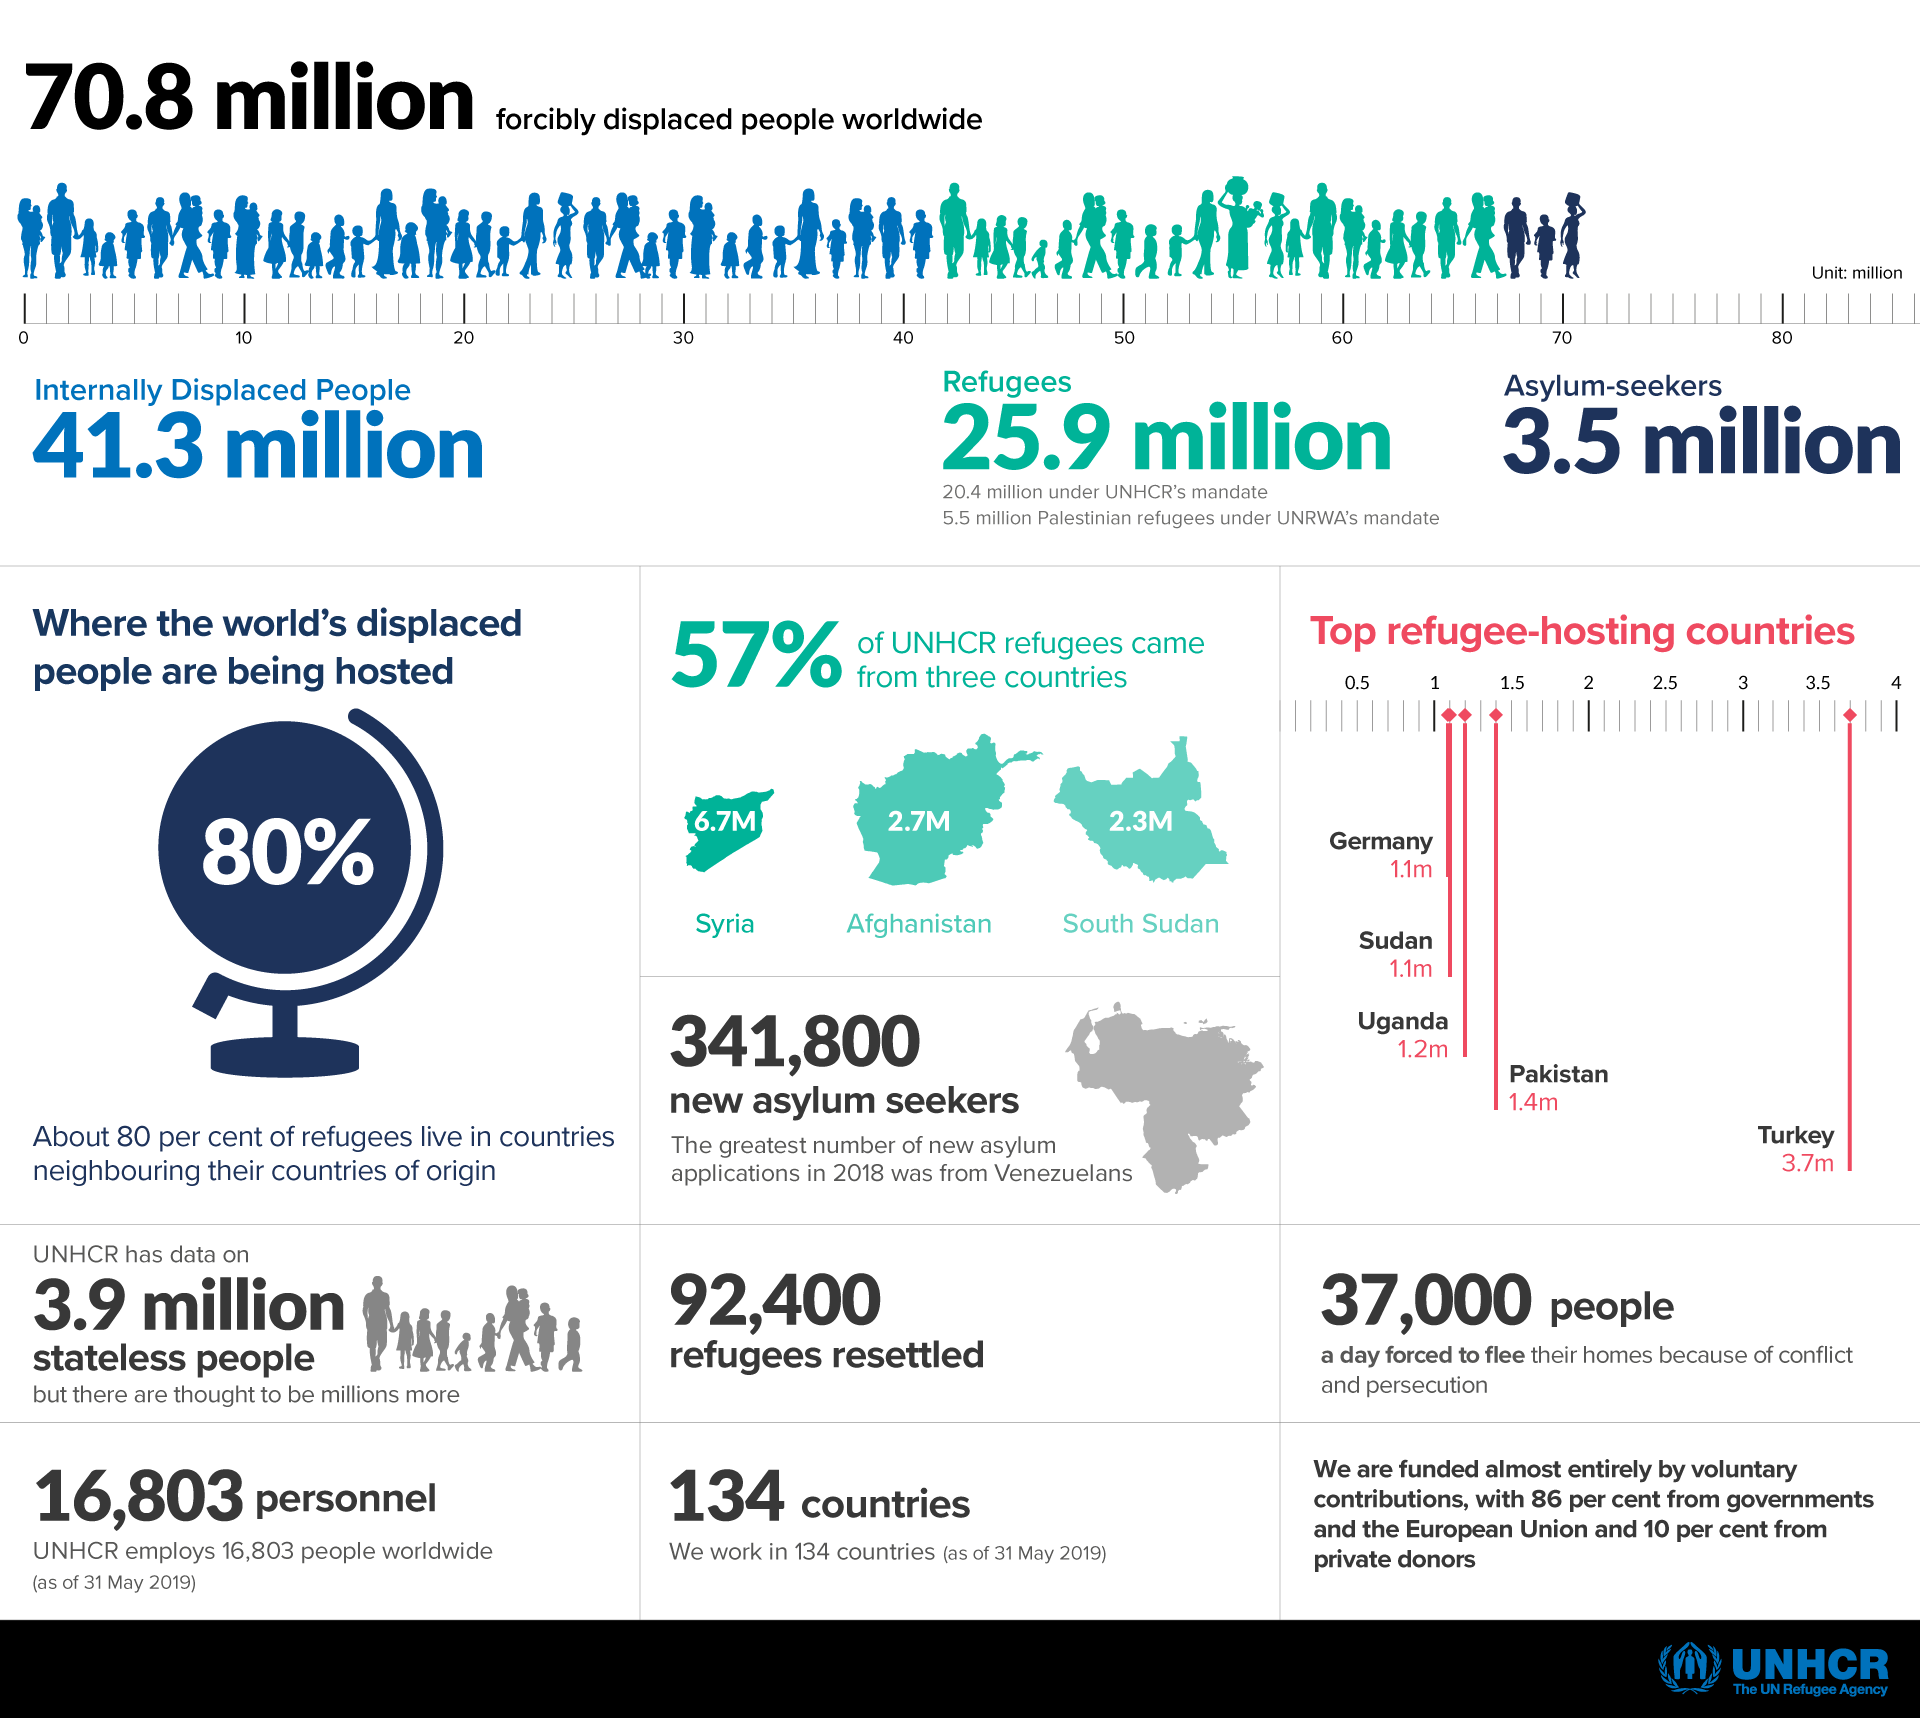 70.8 million forcibly displaced people worldwide
Unit: million
0 10 20 30 40 50 60 70 80
Internally Displaced People
41.3 million
Refugees
25.9 million
20.4 million under UNHCR’s mandate
5.5 million Palestinian refugees under UNRWA’s mandate
Asylum-seekers
3.5 million
Where the world’s displaced
people are being hosted
80%
About 80 per cent of refugees live in countries
neighbouring their countries of origin
57% of UNHCR refugees came
from three countries
6.7M 2.7M 2.3M
Syria Afghanistan South Sudan
341,800
new asylum seekers
The greatest number of new asylum
applications in 2018 was from Venezuelans
Top refugee-hosting countries
0.5 1 1.5 2 2.5 3 3.5 4
Germany
1.1m
Sudan
1.1m
Uganda
1.2m
Pakistan
1.4m
Turkey
3.7m
UNHCR has data on
3.9 million
stateless people
but there are thought to be millions more
92,400
refugees resettled
37,000 people
a day forced to flee their homes because of conflict
and persecution
16,803 personnel
UNHCR employs 16,803 people worldwide
(as of 31 May 2019)
134 countries
We work in 134 countries (as of 31 May 2019)
We are funded almost entirely by voluntary
contributions, with 86 per cent from governments
and the European Union and 10 per cent from
private donors
UNHCR
The UN Refugee Agency